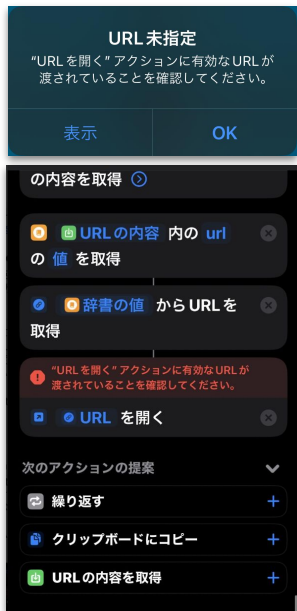 URL未指定
“URLを開く”アクションに有効なURLが
渡されていることを確認してください。
表示
OK
の内容を取得
URLの内容 内の url
の 値 を取得
辞書の値 からURLを
取得
“URLを開く”アクションに有効なURLが
渡されていることを確認してください。
URL を開く
次のアクションの提案
繰り返す
クリップボードにコピー
URLの内容を取得